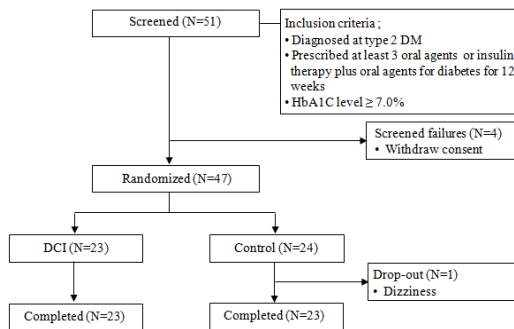 Screened (N=51)
Inclusion criteria ;
• Diagnosed at type 2 DM
• Prescribed at least 3 oral agents or insulin
therapy plus oral agents for diabetes for 12
weeks
• HbA1C level ≥ 7.0%
Screened failures (N=4)
• Withdraw consent
Randomized (N=47)
DCI (N=23)
Control (N=24)
Drop-out (N=1)
• Dizziness
Completed (N=23)
Completed (N=23)